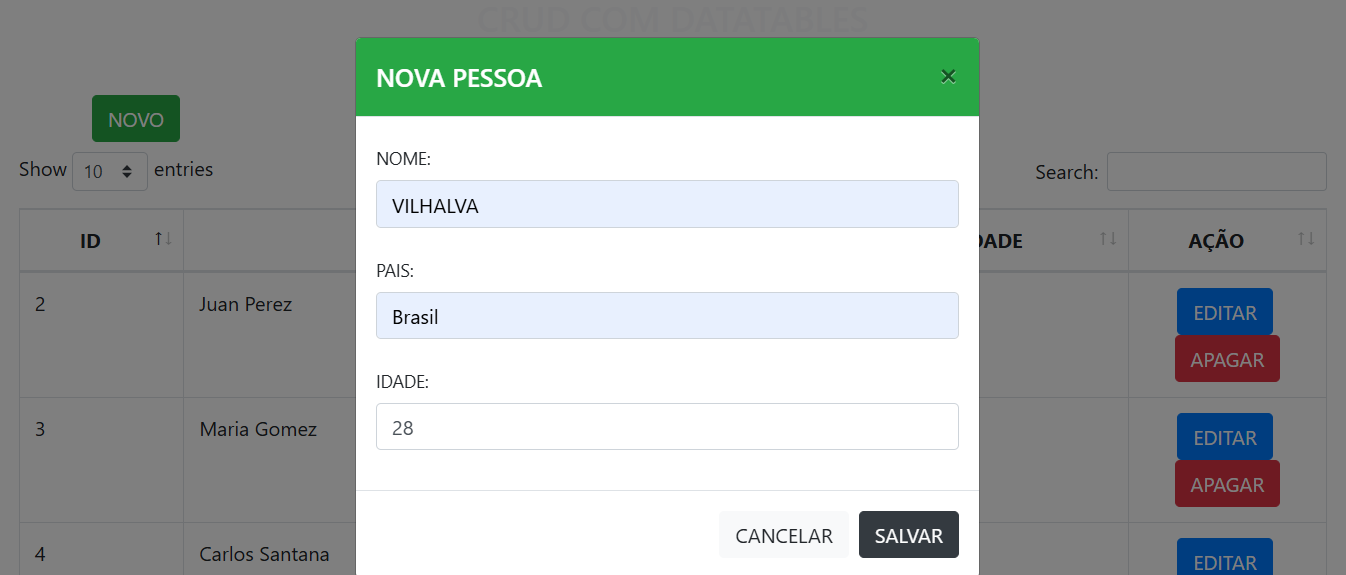 CRUD COM DATATABLES
NOVA PESSOA ×
NOVO
NOME:
Show 10 entries
Search:
VILHALVA
ID
AÇÃO
PAIS:
2 Juan Perez
Brasil
EDITAR
APAGAR
IDADE:
28
3 Maria Gomez
EDITAR
APAGAR
CANCELAR SALVAR
4 Carlos Santana
EDITAR